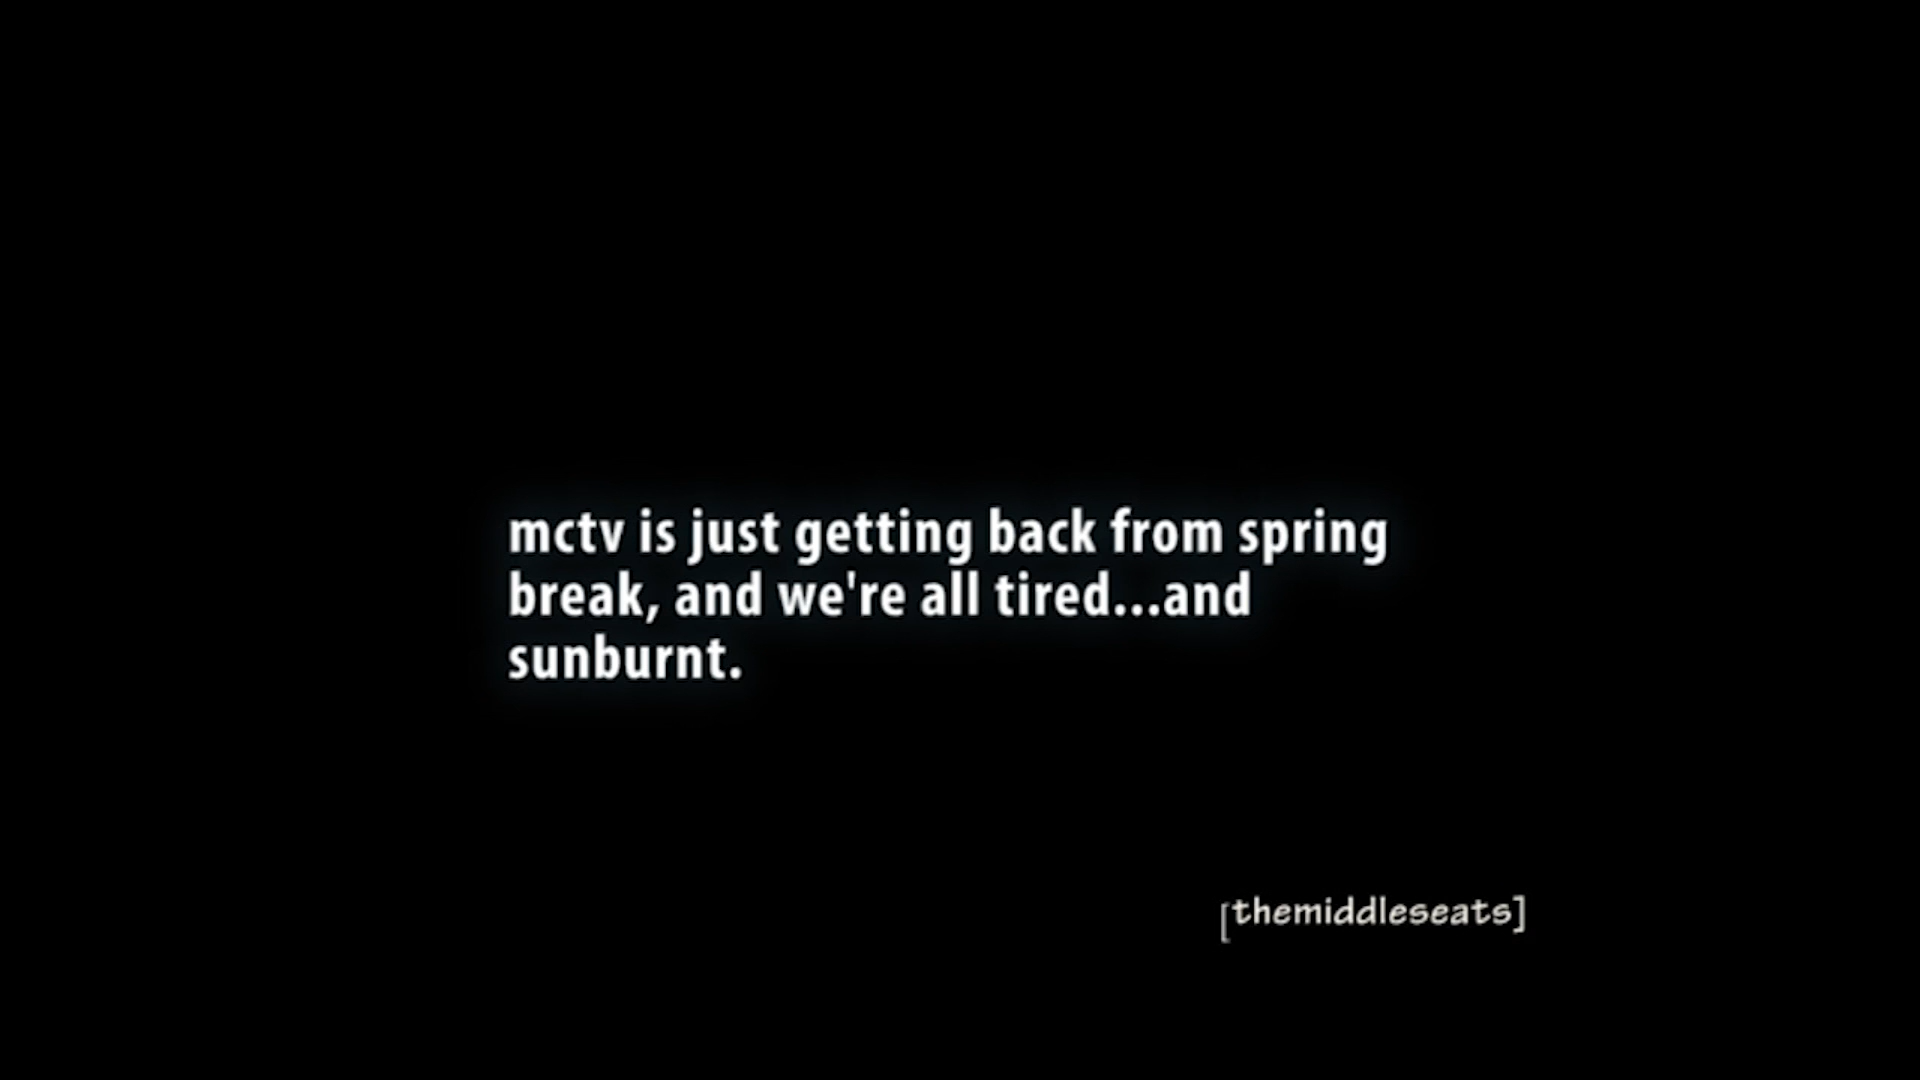 mctv is just getting back from spring
break, and we're all tired...and
sunburnt.
[themiddleseats]